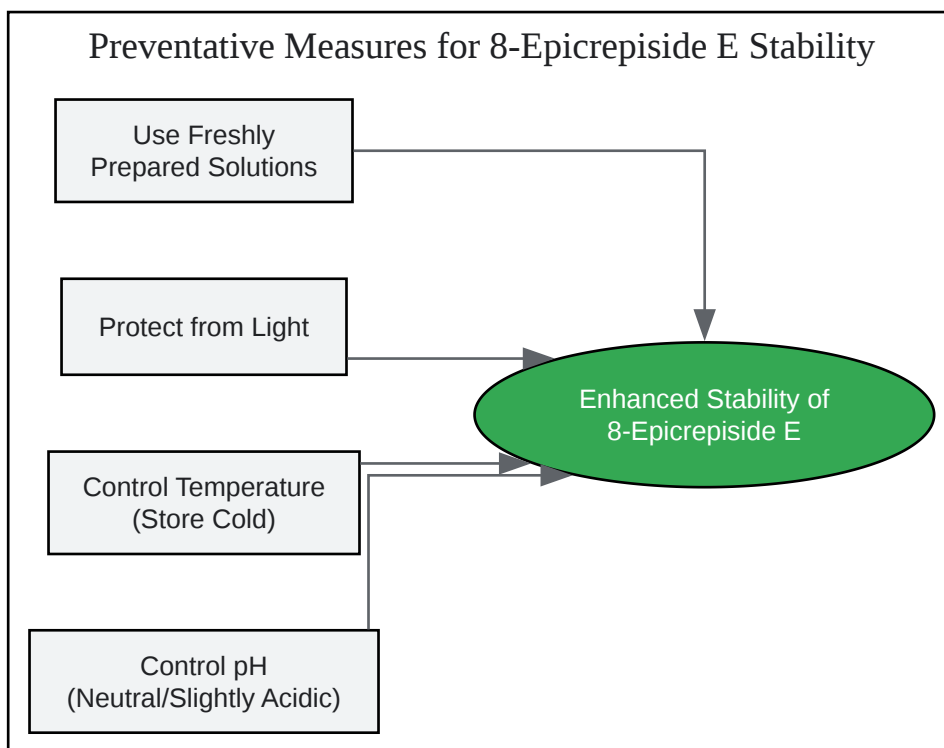 Preventative Measures for 8-Epicrepiside E Stability
Use Freshly
Prepared Solutions
Protect from Light
Enhanced Stability of
8-Epicrepiside E
Control Temperature
(Store Cold)
Control pH
(Neutral/Slightly Acidic)